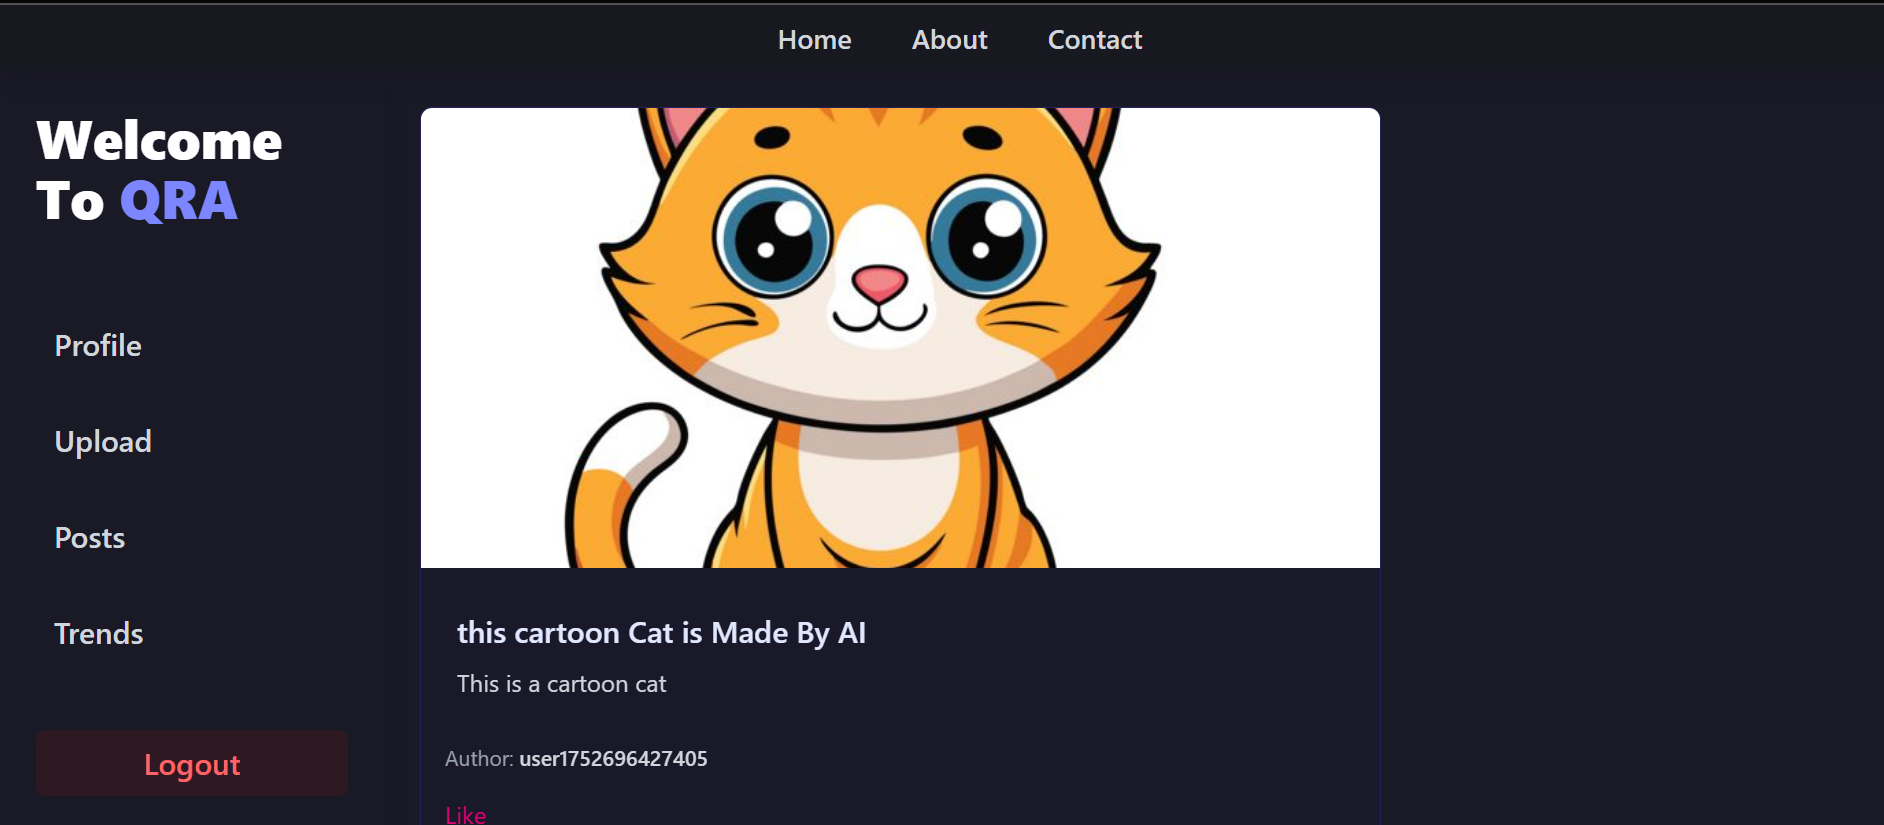 Home About Contact
Welcome
To QRA
Profile
Upload
Posts
Trends
Logout
this cartoon Cat is Made By AI
This is a cartoon cat
Author: user1752696427405
Like